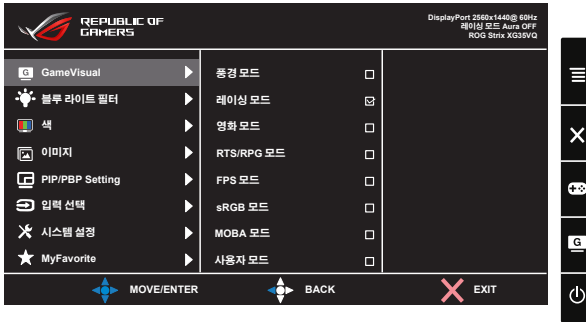 REPUBLIC OF
GAMERS
DisplayPort 2560x1440@ 60Hz
레이싱 모드 Aura OFF
ROG Strix XG35VQ
G GameVisual
블루 라이트 필터
색
이미지
PIP/PBP Setting
입력 선택
시스템 설정
MyFavorite
풍경 모드
레이싱 모드
영화 모드
RTS/RPG 모드
FPS 모드
sRGB 모드
MOBA 모드
사용자 모드
MOVE/ENTER
BACK
EXIT
G